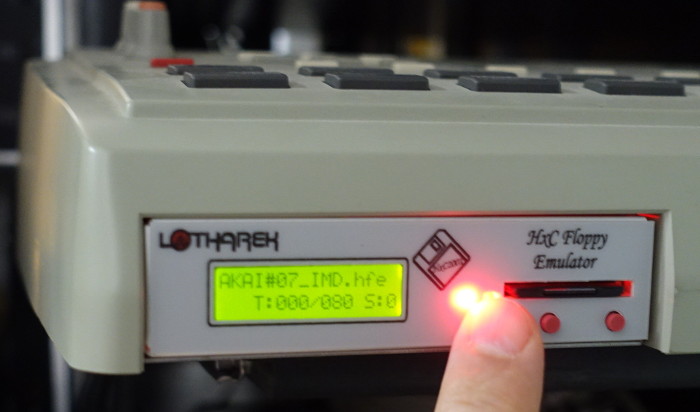 LOTHAREK
AKAI#07_IMD.hfe
T:000/080 S:0
HxC Floppy
Emulator